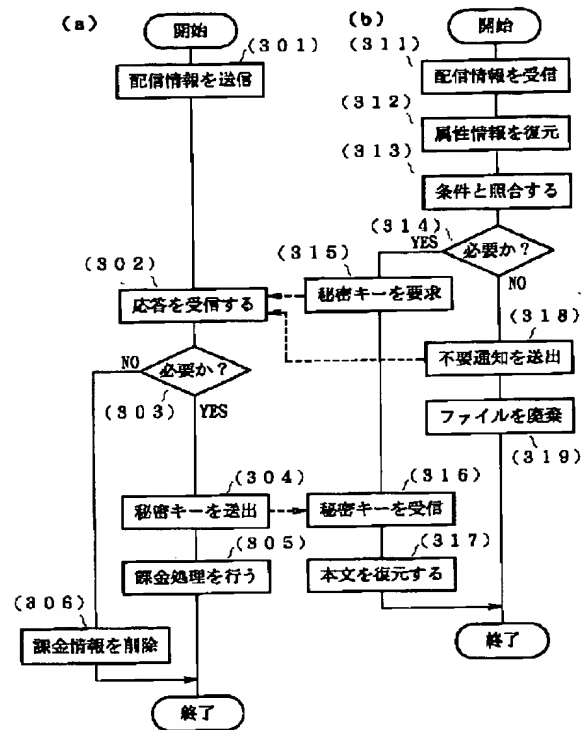 (a)
開始
(301)
配信情報を送信
(302)
応答を受信する
必要か?
NO
(303)
YES
(304)
秘密キーを送出
(305)
課金処理を行う
(306)
課金情報を削除
終了
(b)
開始
(311)
配信情報を受信
(312)
属性情報を復元
(313)
条件と照合する
(314)
必要か?
YES
NO
(315)
秘密キーを要求
(318)
不要通知を送出
ファイルを廃棄
(319)
(316)
秘密キーを受信
(317)
本文を復元する
終了